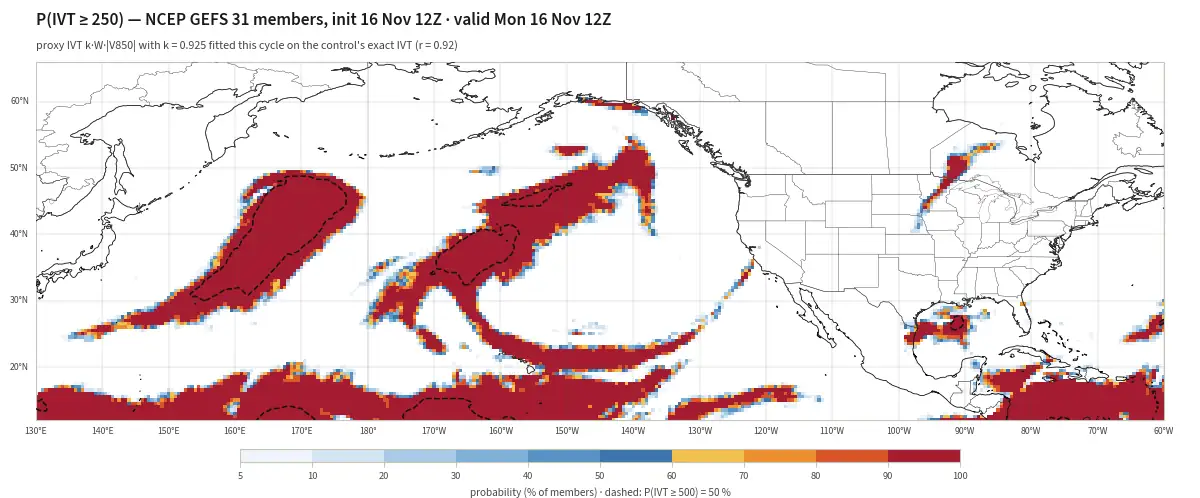 P(IVT ≥ 250) — NCEP GEFS 31 members, init 16 Nov 12Z · valid Mon 16 Nov 12Z
proxy IVT k·W·|V850| with k = 0.925 fitted this cycle on the control's exact IVT (r = 0.92)
60°N
50°N
40°N
30°N
20°N
130°E 140°E 150°E 160°E 170°E 180° 170°W 160°W 150°W 140°W 130°W 120°W 110°W 100°W 90°W 80°W 70°W 60°W
5 10 20 30 40 50 60 70 80 90 100
probability (% of members) · dashed: P(IVT ≥ 500) = 50 %